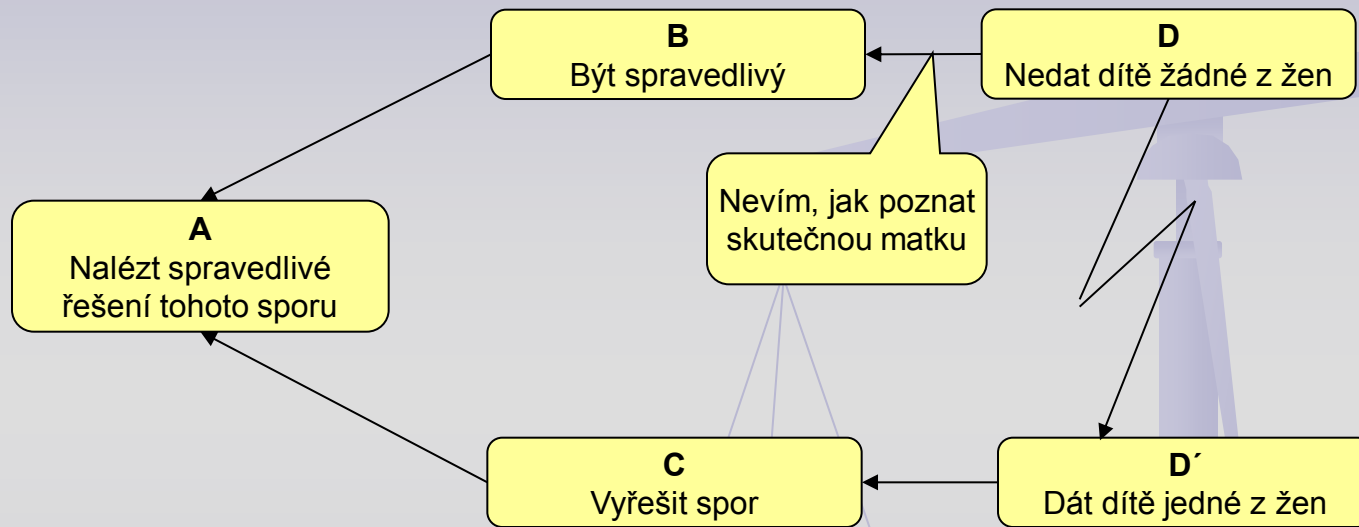 B
Být spravedlivý
D
Nedat dítě žádné z žen
Nevím, jak poznat
skutečnou matku
A
Nalézt spravedlivé
řešení tohoto sporu
C
Vyřešit spor
D´
Dát dítě jedné z žen